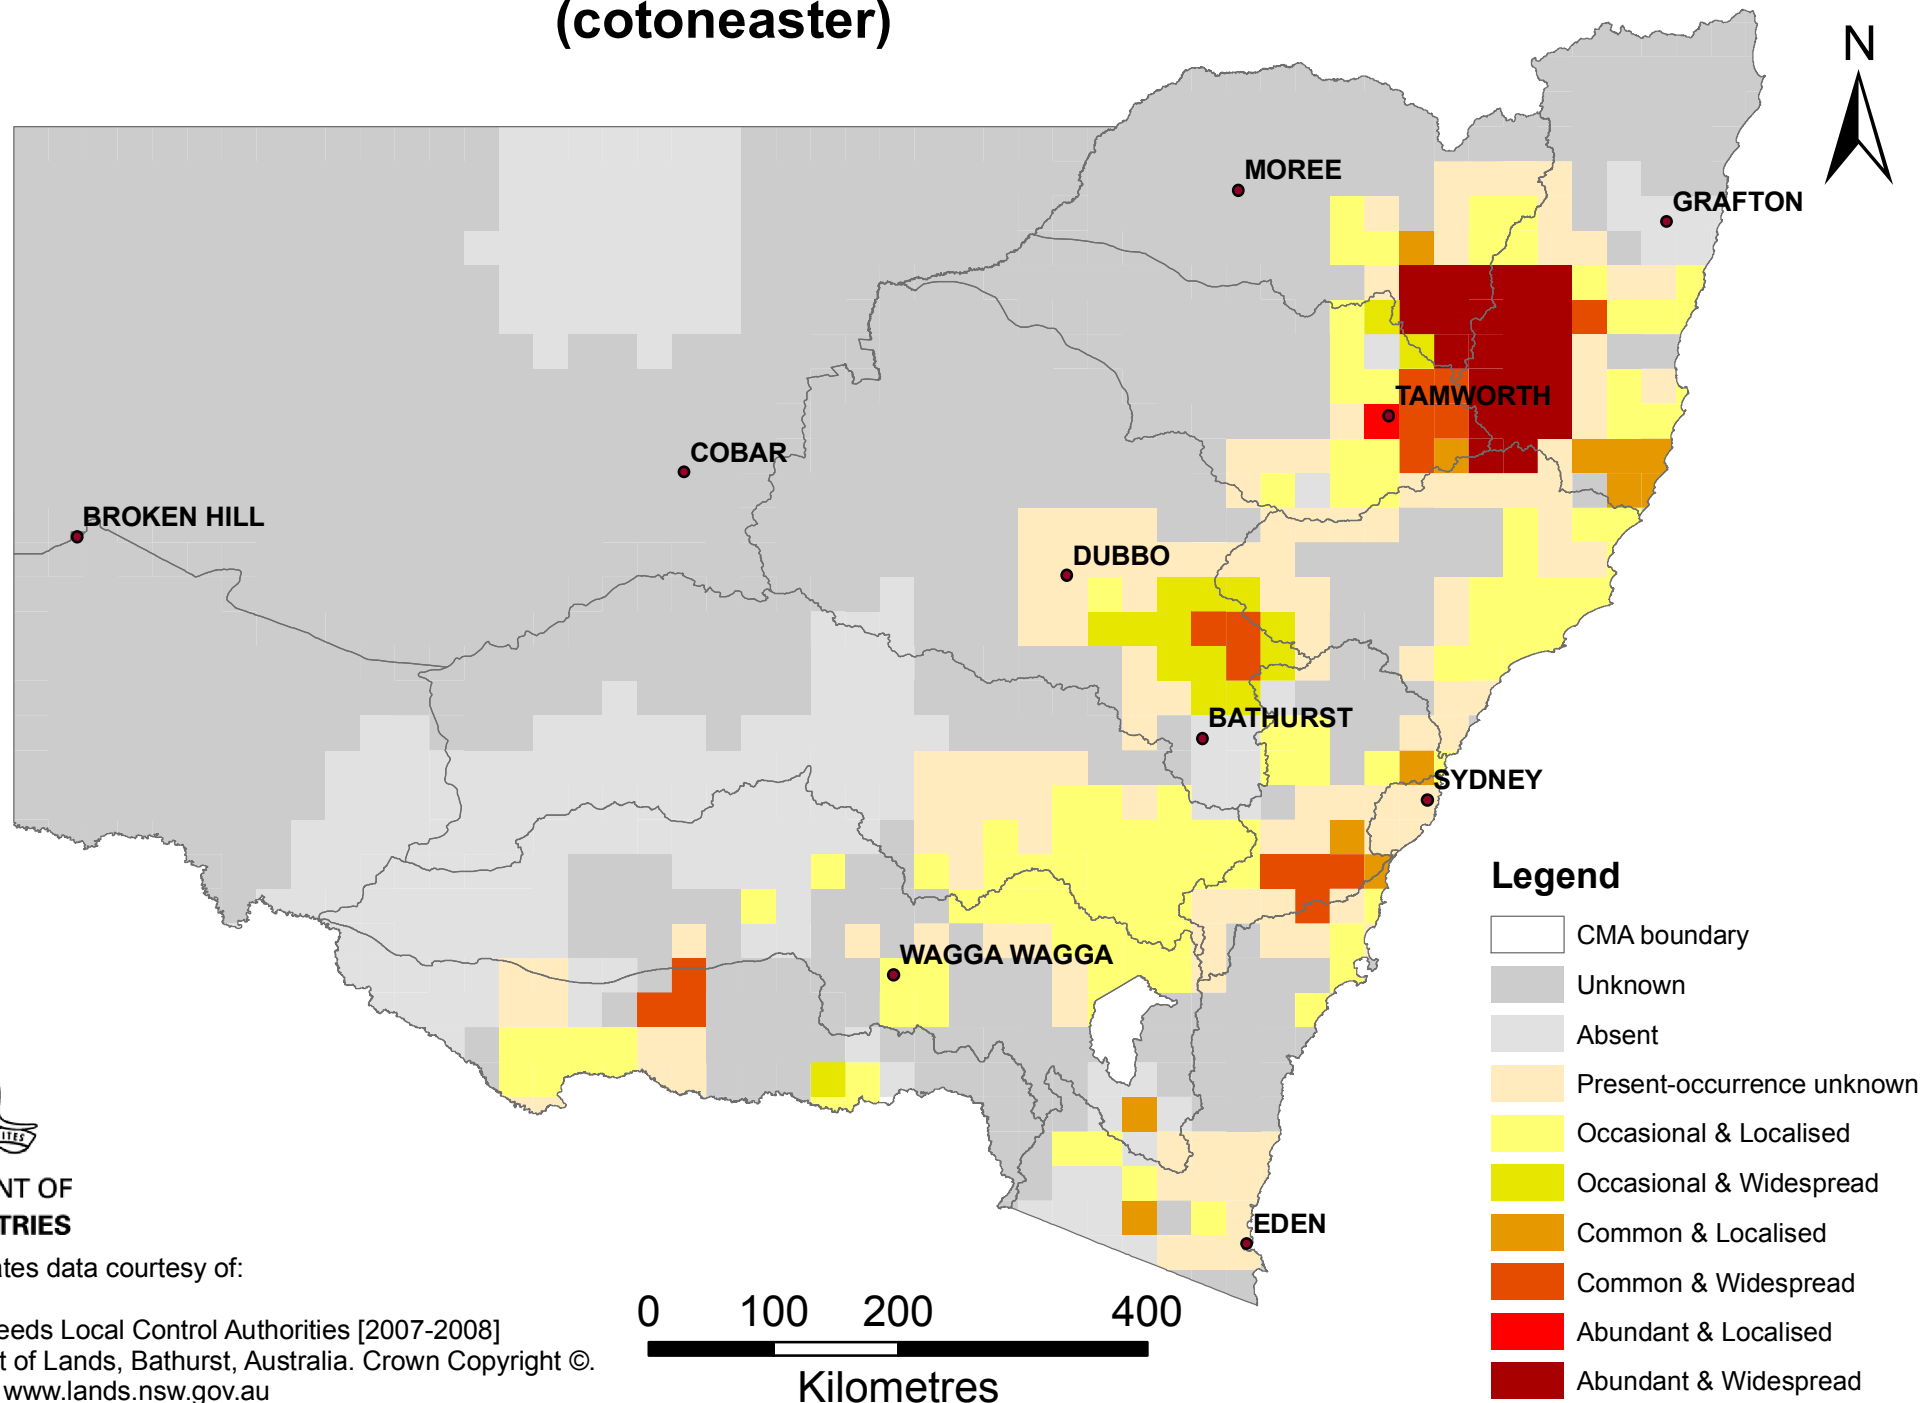 (cotoneaster)
N
MOREE
GRAFTON
TAMWORTH
COBAR
BROKEN HILL
DUBBO
BATHURST
SYDNEY
WAGGA WAGGA
EDEN
Legend
CMA boundary
Unknown
Absent
Present-occurrence unknown
Occasional & Localised
Occasional & Widespread
Common & Localised
Common & Widespread
Abundant & Localised
Abundant & Widespread
NT OF
TRIES
ates data courtesy of:
eeds Local Control Authorities [2007-2008]
t of Lands, Bathurst, Australia. Crown Copyright ©.
www.lands.nsw.gov.au
0 100 200 400
Kilometres